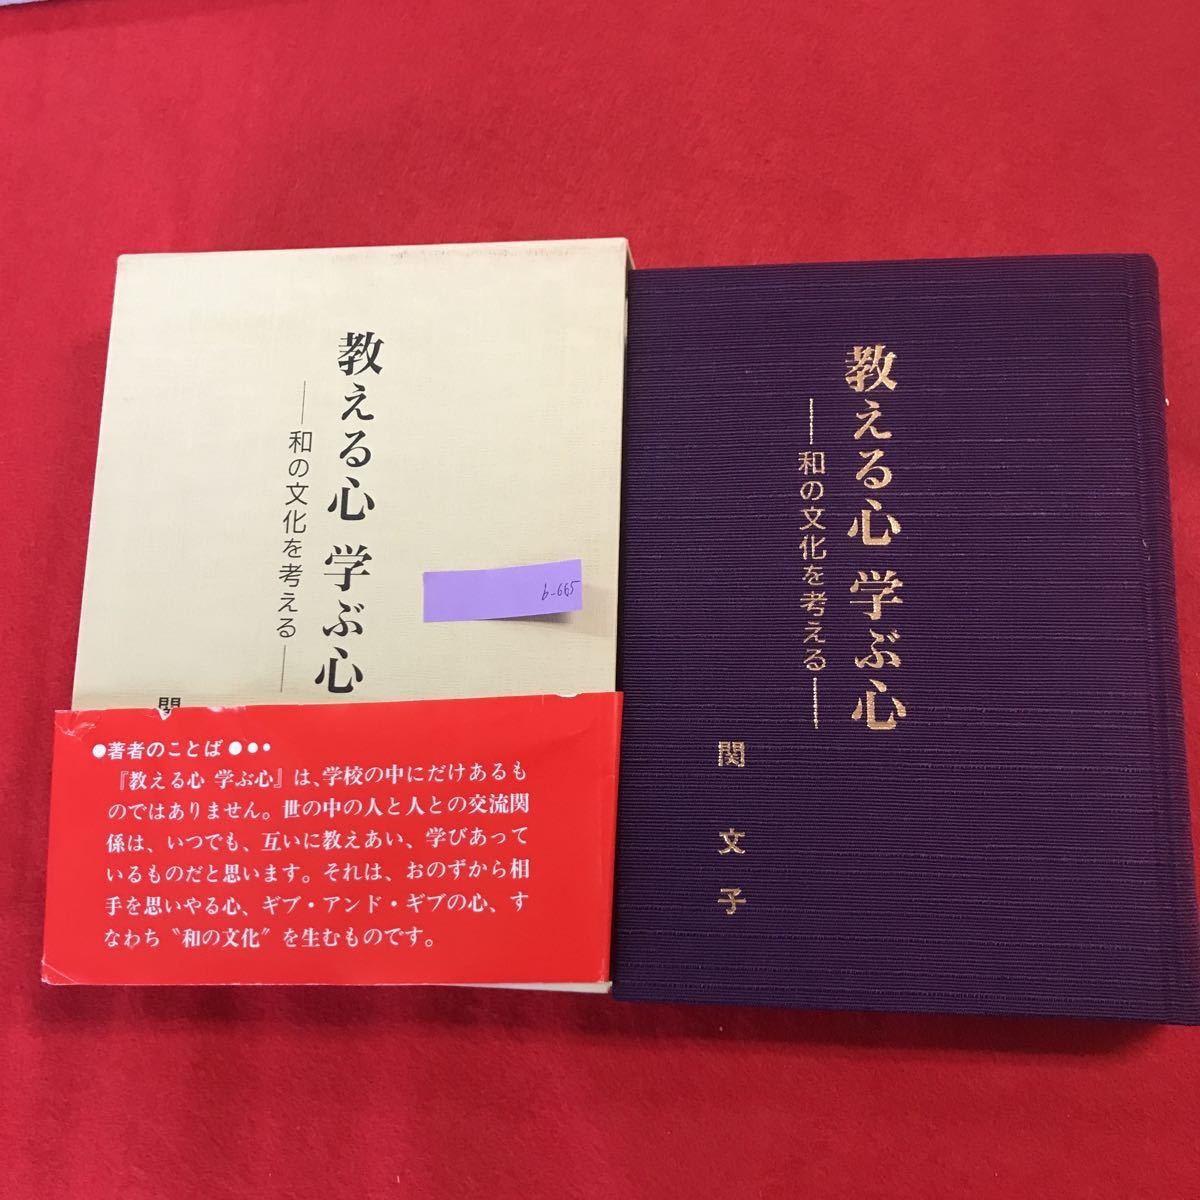 教える心 学ぶ心
──和の文化を考える──
関
b-665
●著者のことば●●•
『教える心 学ぶ心』は、学校の中にだけあるも
のではありません。世の中の人と人との交流関
係は、いつでも、互いに教えあい、学びあって
いるものだと思います。それは、おのずから相
手を思いやる心、ギブ・アンド・ギブの心、す
なわち〝和の文化〟を生むものです。
教える心 学ぶ心
──和の文化を考える──
関文子